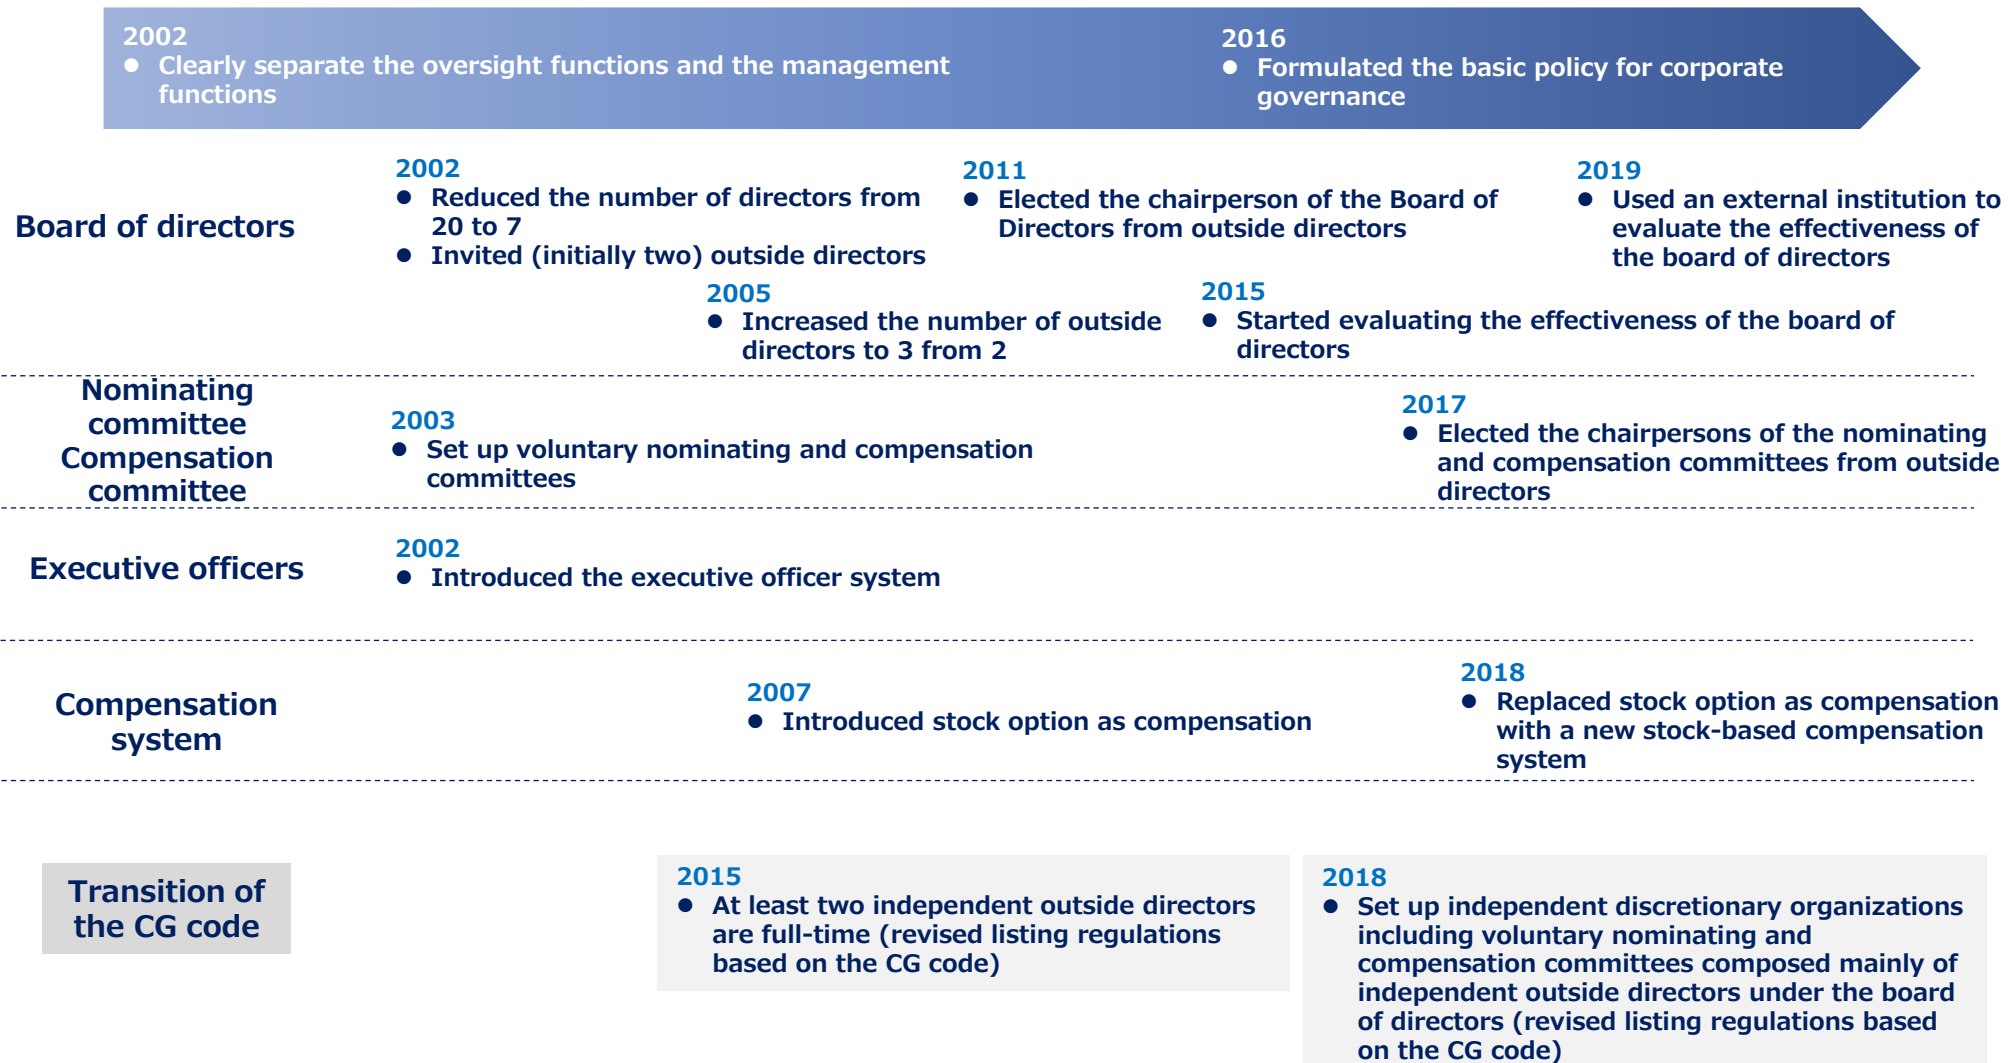 2002
● Clearly separate the oversight functions and the management
functions
2016
● Formulated the basic policy for corporate
governance
Board of directors
2002
● Reduced the number of directors from
20 to 7
● Invited (initially two) outside directors
2011
● Elected the chairperson of the Board of
Directors from outside directors
2019
● Used an external institution to
evaluate the effectiveness of
the board of directors
2005
● Increased the number of outside
directors to 3 from 2
2015
● Started evaluating the effectiveness of the board of
directors
Nominating
committee
Compensation
committee
2003
● Set up voluntary nominating and compensation
committees
2017
● Elected the chairpersons of the nominating
and compensation committees from outside
directors
Executive officers
2002
● Introduced the executive officer system
Compensation
system
2007
● Introduced stock option as compensation
2018
● Replaced stock option as compensation
with a new stock-based compensation
system
Transition of
the CG code
2015
● At least two independent outside directors
are full-time (revised listing regulations
based on the CG code)
2018
● Set up independent discretionary organizations
including voluntary nominating and
compensation committees composed mainly of
independent outside directors under the board
of directors (revised listing regulations based
on the CG code)